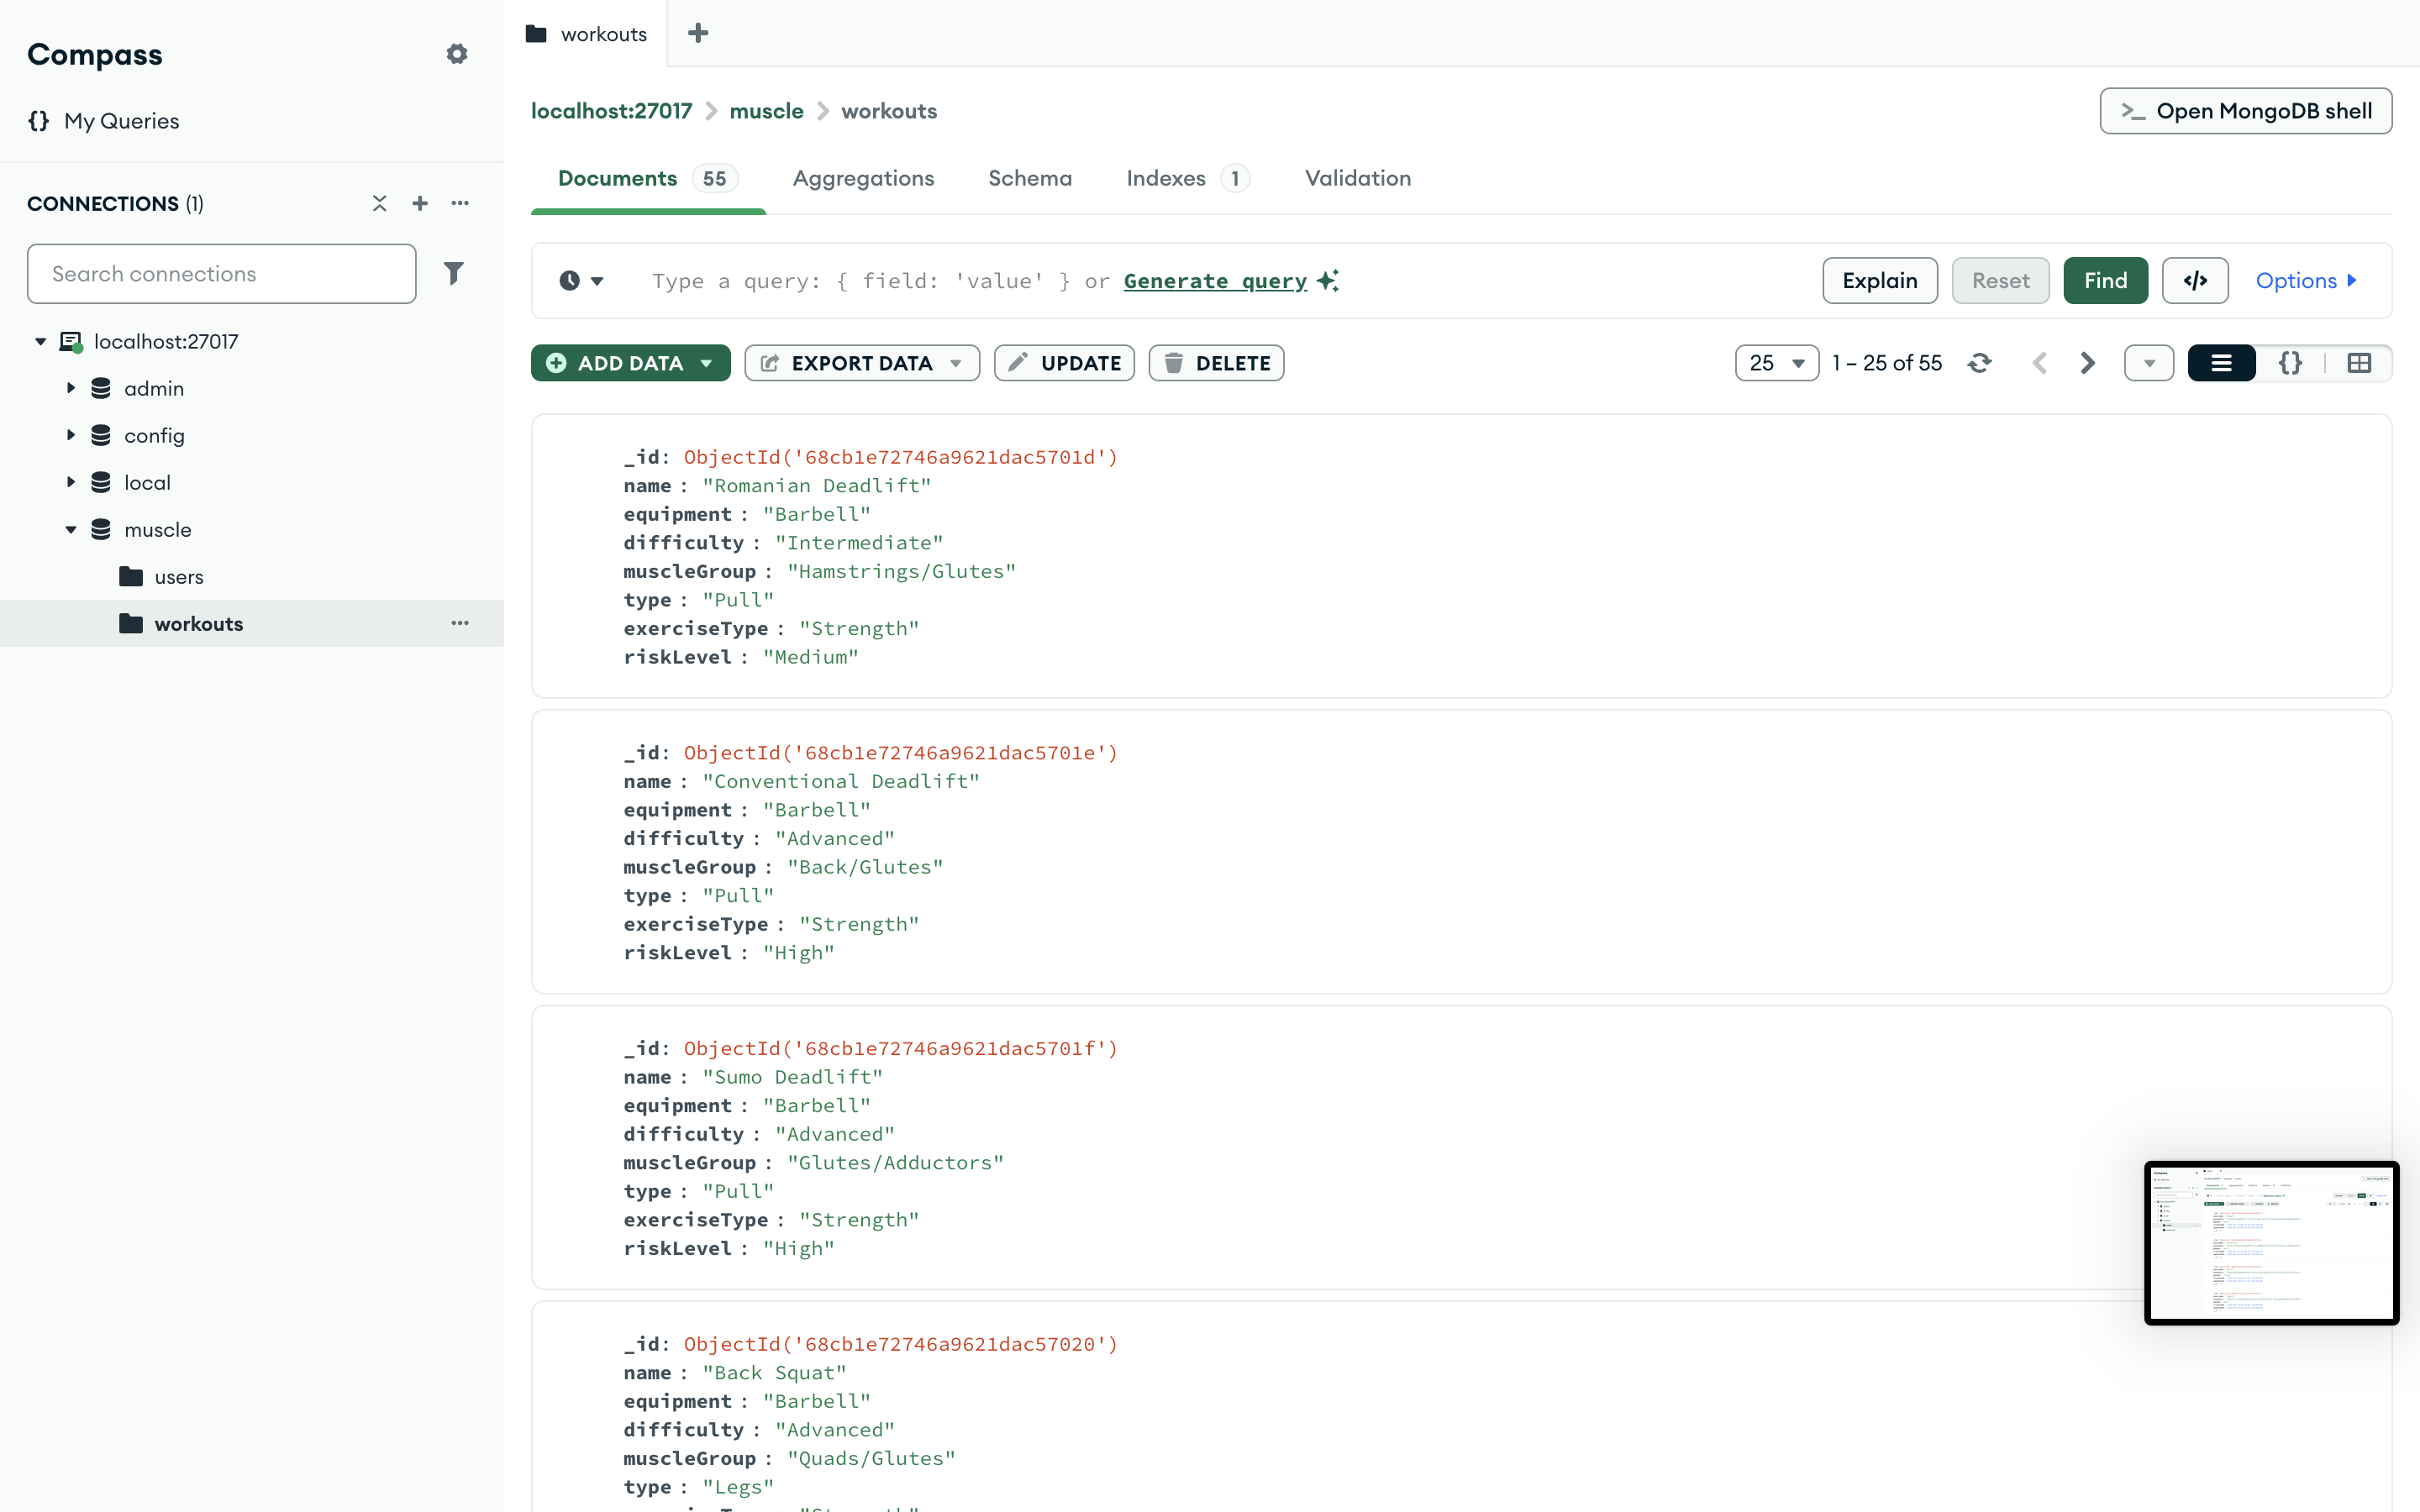 Compass
My Queries
CONNECTIONS (1)
Search connections
localhost:27017
admin
config
local
muscle
users
workouts
workouts
localhost:27017 muscle workouts
>_ Open MongoDB shell
Documents 55 Aggregations Schema Indexes 1 Validation
Type a query: { field: 'value' } or Generate query
Explain Reset Find </> Options
ADD DATA EXPORT DATA UPDATE DELETE
25 1 – 25 of 55 {}
_id: ObjectId('68cb1e72746a9621dac5701d')
name : "Romanian Deadlift"
equipment : "Barbell"
difficulty : "Intermediate"
muscleGroup : "Hamstrings/Glutes"
type : "Pull"
exerciseType : "Strength"
riskLevel : "Medium"
_id: ObjectId('68cb1e72746a9621dac5701e')
name : "Conventional Deadlift"
equipment : "Barbell"
difficulty : "Advanced"
muscleGroup : "Back/Glutes"
type : "Pull"
exerciseType : "Strength"
riskLevel : "High"
_id: ObjectId('68cb1e72746a9621dac5701f')
name : "Sumo Deadlift"
equipment : "Barbell"
difficulty : "Advanced"
muscleGroup : "Glutes/Adductors"
type : "Pull"
exerciseType : "Strength"
riskLevel : "High"
_id: ObjectId('68cb1e72746a9621dac57020')
name : "Back Squat"
equipment : "Barbell"
difficulty : "Advanced"
muscleGroup : "Quads/Glutes"
type : "Legs"